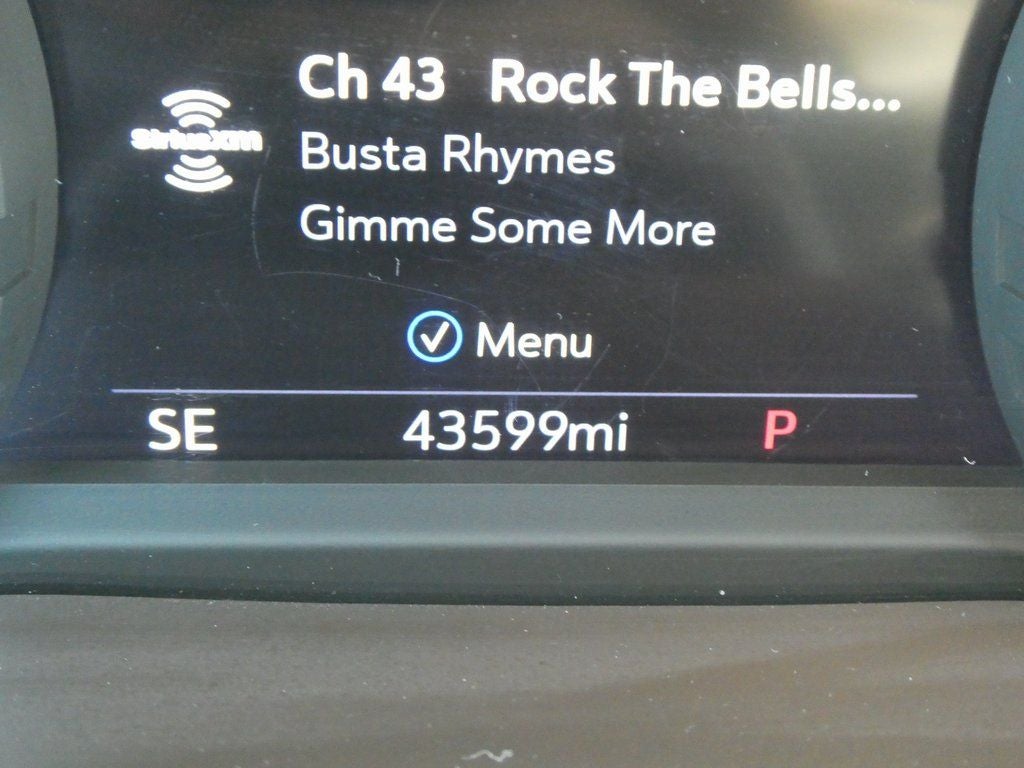 Ch 43 Rock The Bells...
SiriusXM
Busta Rhymes
Gimme Some More
Menu
SE 43599mi P